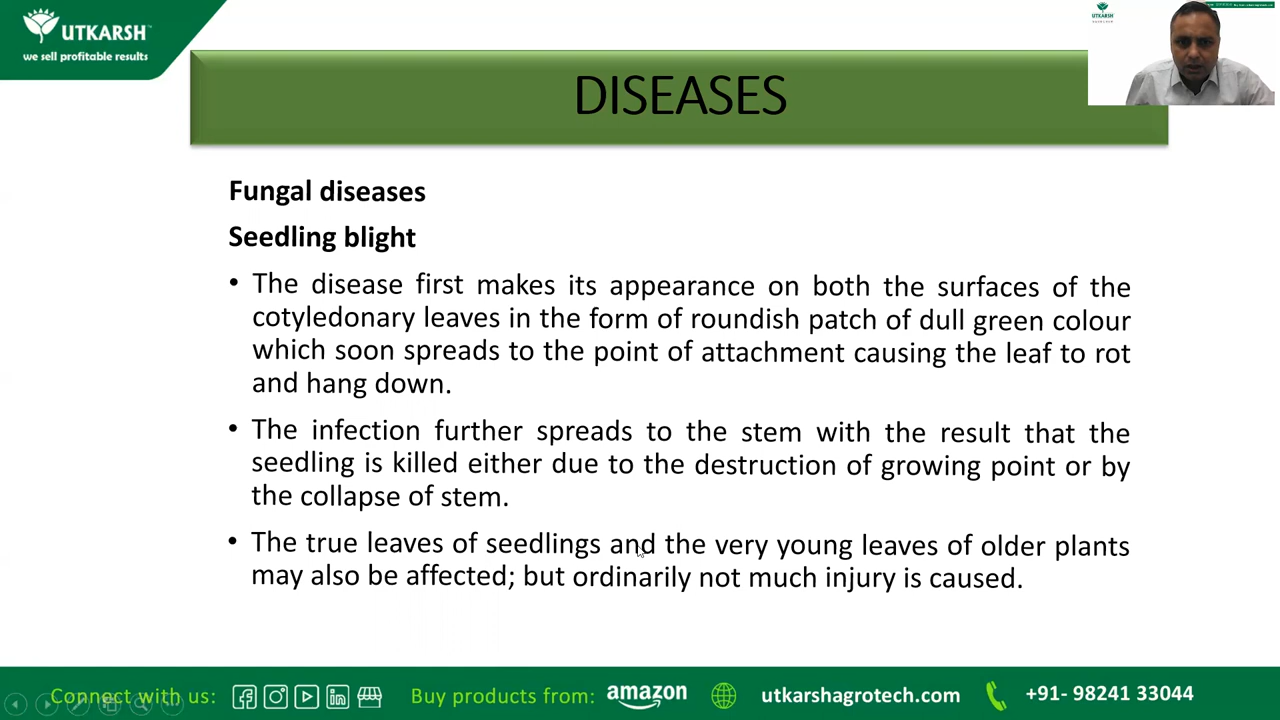 UTKARSH
we sell profitable results
UTKARSH
DISEASES
Fungal diseases
Seedling blight
• The disease first makes its appearance on both the surfaces of the
cotyledonary leaves in the form of roundish patch of dull green colour
which soon spreads to the point of attachment causing the leaf to rot
and hang down.
• The infection further spreads to the stem with the result that the
seedling is killed either due to the destruction of growing point or by
the collapse of stem.
• The true leaves of seedlings and the very young leaves of older plants
may also be affected; but ordinarily not much injury is caused.
Connect with us: Buy products from: amazon utkarshagrotech.com +91- 98241 33044